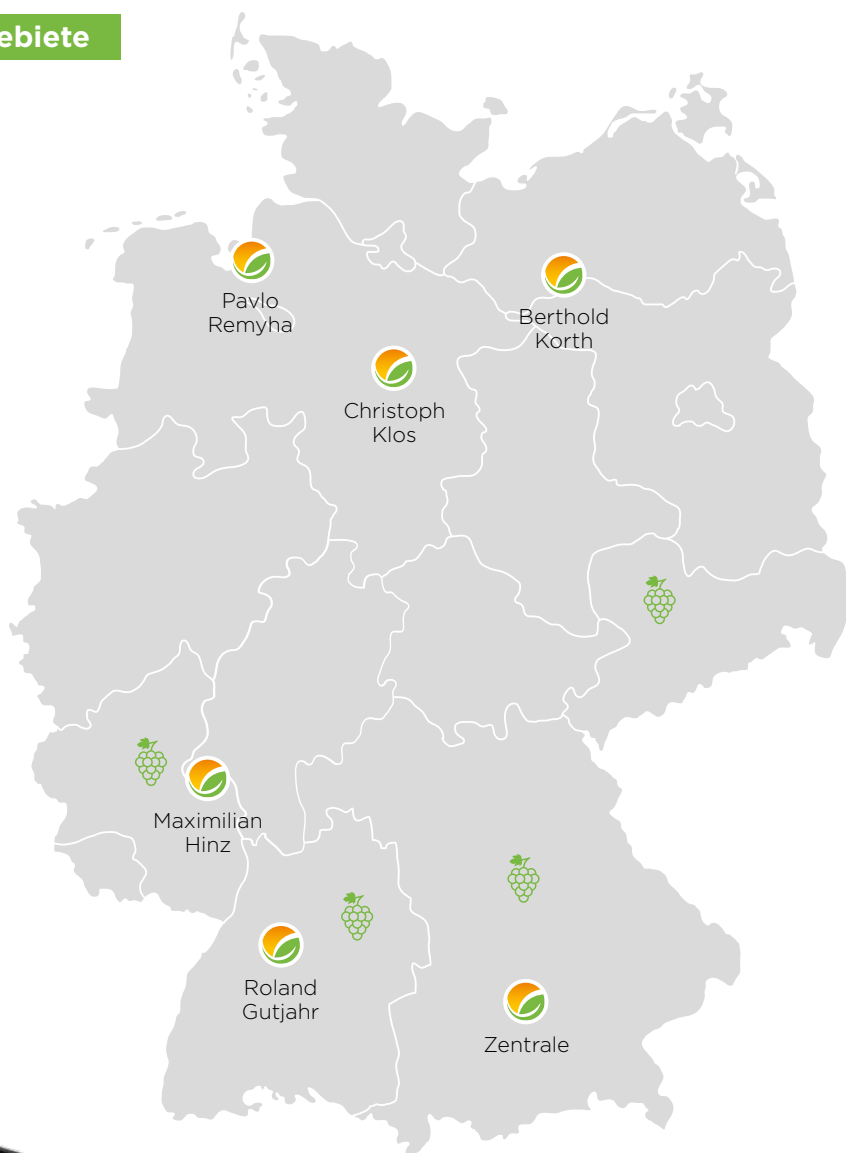 ebiete
Pavlo
Remyha
Berthold
Korth
Christoph
Klos
Maximilian
Hinz
Roland
Gutjahr
Zentrale